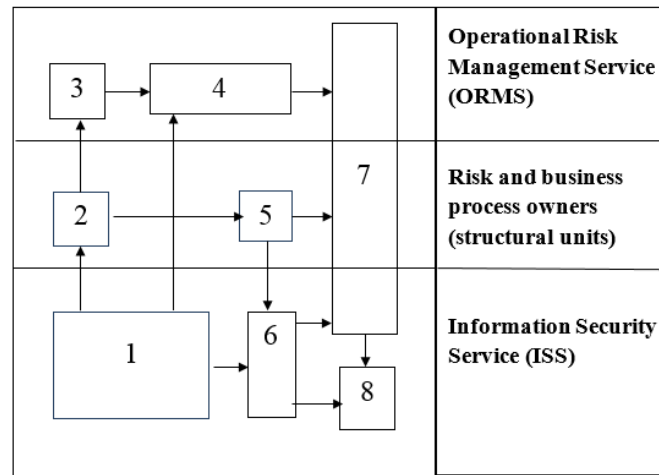 Operational Risk
Management Service
(ORMS)
3
4
7
Risk and business
process owners
(structural units)
2
5
Information Security
Service (ISS)
1
6
8